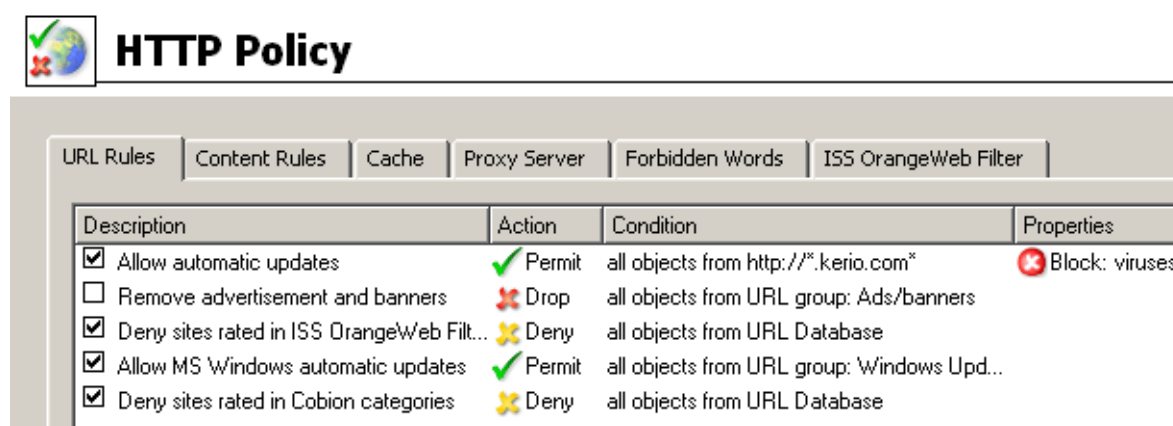 HTTP Policy
URL Rules Content Rules Cache Proxy Server Forbidden Words ISS OrangeWeb Filter
Description Action Condition Properties
Allow automatic updates Permit all objects from http://*.kerio.com* Block: viruses
Remove advertisement and banners Drop all objects from URL group: Ads/banners
Deny sites rated in ISS OrangeWeb Filt... Deny all objects from URL Database
Allow MS Windows automatic updates Permit all objects from URL group: Windows Upd...
Deny sites rated in Cobion categories Deny all objects from URL Database